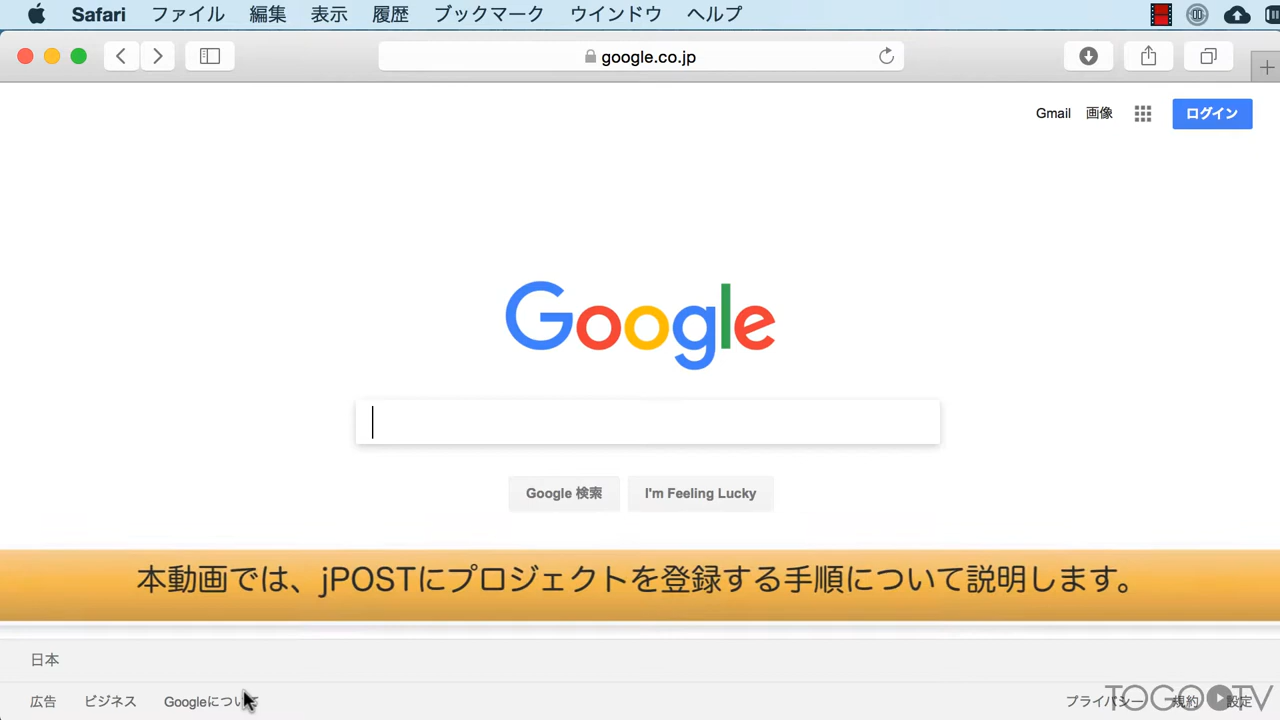 Safari ファイル 編集 表示 履歴 ブックマーク ウインドウ ヘルプ
google.co.jp
Gmail 画像 ログイン
Google
Google 検索 I'm Feeling Lucky
本動画では、jPOSTにプロジェクトを登録する手順について説明します。
日本
広告 ビジネス Googleについて プライバシー 規約 設定
TOGO TV